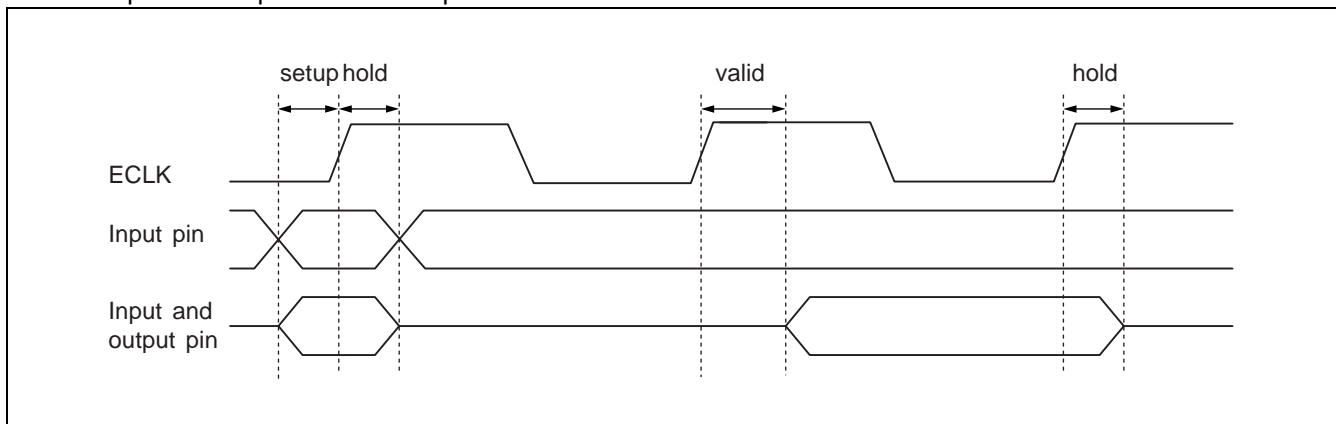 setup hold
valid
hold
ECLK
Input pin
Input and
output pin